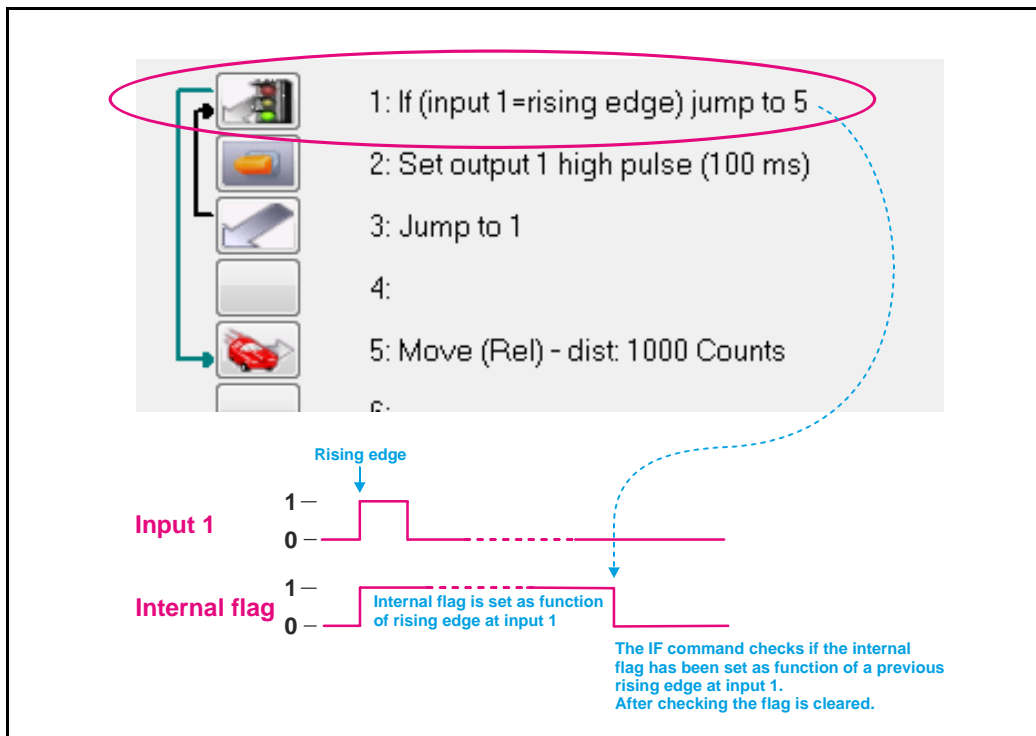 1: If (input 1=rising edge) jump to 5
2: Set output 1 high pulse (100 ms)
3: Jump to 1
4:
5: Move (Rel) - dist: 1000 Counts
6:
Rising edge
1
Input 1
0
1
Internal flag
0
Internal flag is set as function
of rising edge at input 1
The IF command checks if the internal
flag has been set as function of a previous
rising edge at input 1.
After checking the flag is cleared.